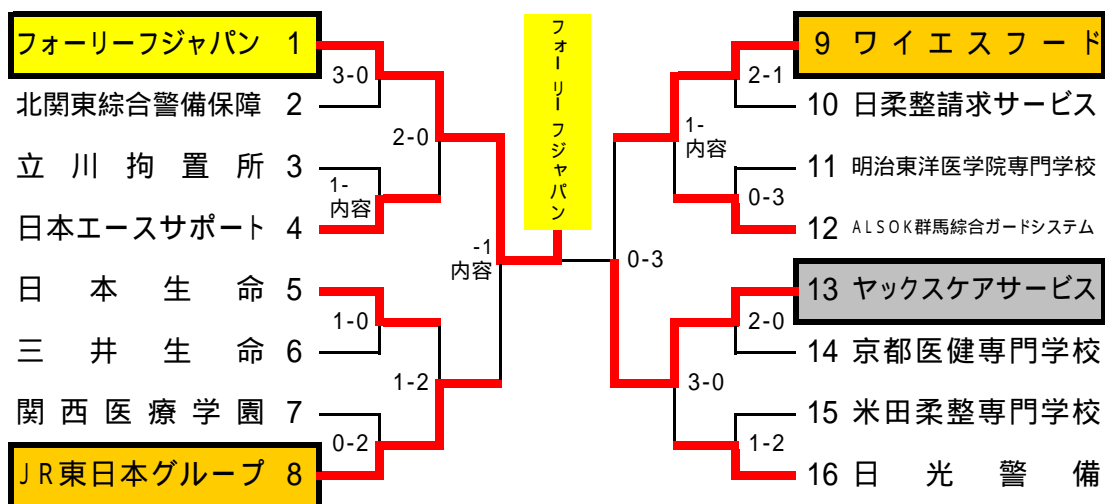 フォーリーフジャパン 1
3-0
北関東綜合警備保障 2
2-0
立川拘置所 3
1-
内容
日本エースサポート 4
-1
内容
日本生命 5
1-0
三井生命 6
1-2
関西医療学園 7
0-2
JR東日本グループ 8
フォーリーフジャパン
9 ワイエスフード
2-1
10 日柔整請求サービス
1-
内容
11 明治東洋医学院専門学校
0-3
12 ALSOK群馬綜合ガードシステム
0-3
13 ヤックスケアサービス
2-0
14 京都医健専門学校
3-0
15 米田柔整専門学校
1-2
16 日光警備